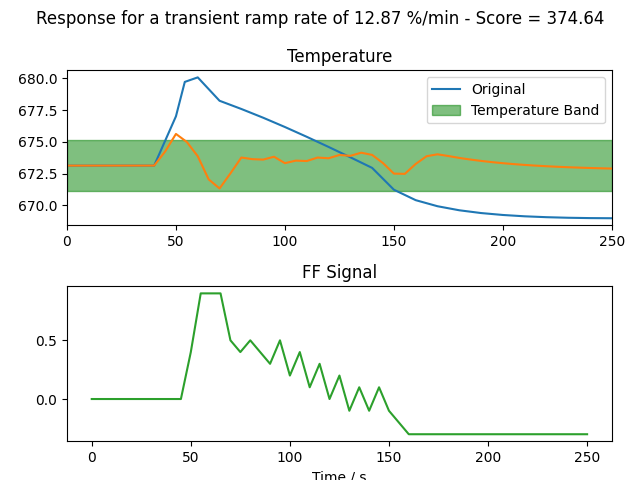 Response for a transient ramp rate of 12.87 %/min - Score = 374.64
Temperature
680.0
677.5
675.0
672.5
670.0
Original
Temperature Band
0 50 100 150 200 250
FF Signal
0.5
0.0
0 50 100 150 200 250
Time / s